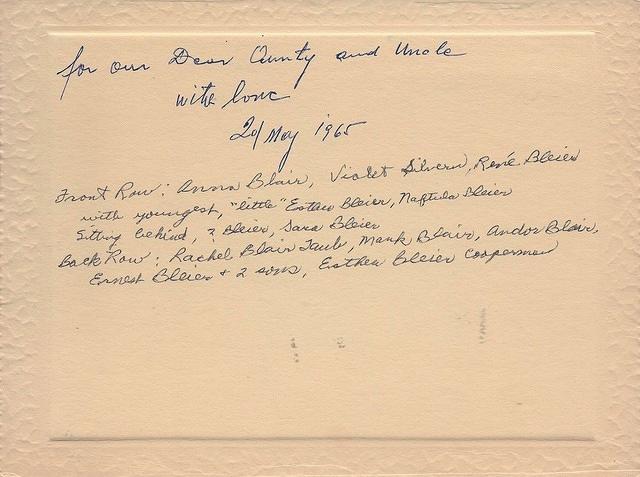 for our Dear Aunty and Uncle
with love
20 May 1965
Front Row: Anna Blair, Violet Silvern, René Bleier
with youngest, "little" Esther Bleier, Naftula Bleier
Sitting behind, ? Bleier, Sara Bleier
Back Row: Rachel Blair Taub, Mark Blair, Andor Blair,
Ernest Bleier + 2 sons, Esther Bleier Cooperman